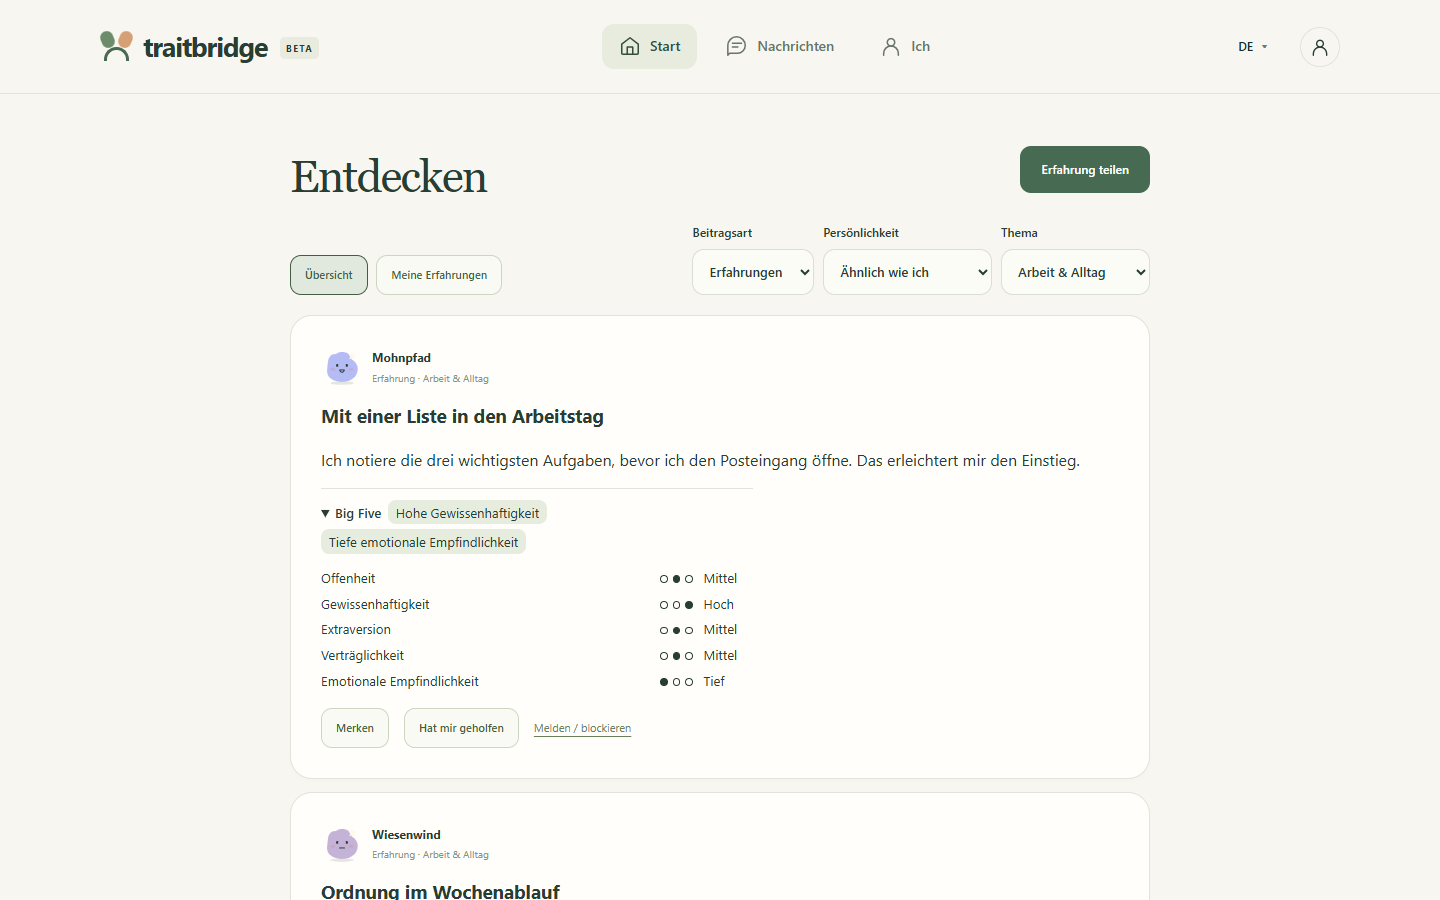 traitbridge BETA
Start Nachrichten Ich
DE
Entdecken
Erfahrung teilen
Beitragsart Persönlichkeit Thema
Übersicht Meine Erfahrungen Erfahrungen Ähnlich wie ich Arbeit & Alltag
Mohnpfad
Erfahrung · Arbeit & Alltag
Mit einer Liste in den Arbeitstag
Ich notiere die drei wichtigsten Aufgaben, bevor ich den Posteingang öffne. Das erleichtert mir den Einstieg.
Big Five Hohe Gewissenhaftigkeit
Tiefe emotionale Empfindlichkeit
Offenheit Mittel
Gewissenhaftigkeit Hoch
Extraversion Mittel
Verträglichkeit Mittel
Emotionale Empfindlichkeit Tief
Merken Hat mir geholfen Melden / blockieren
Wiesenwind
Erfahrung · Arbeit & Alltag
Ordnung im Wochenablauf